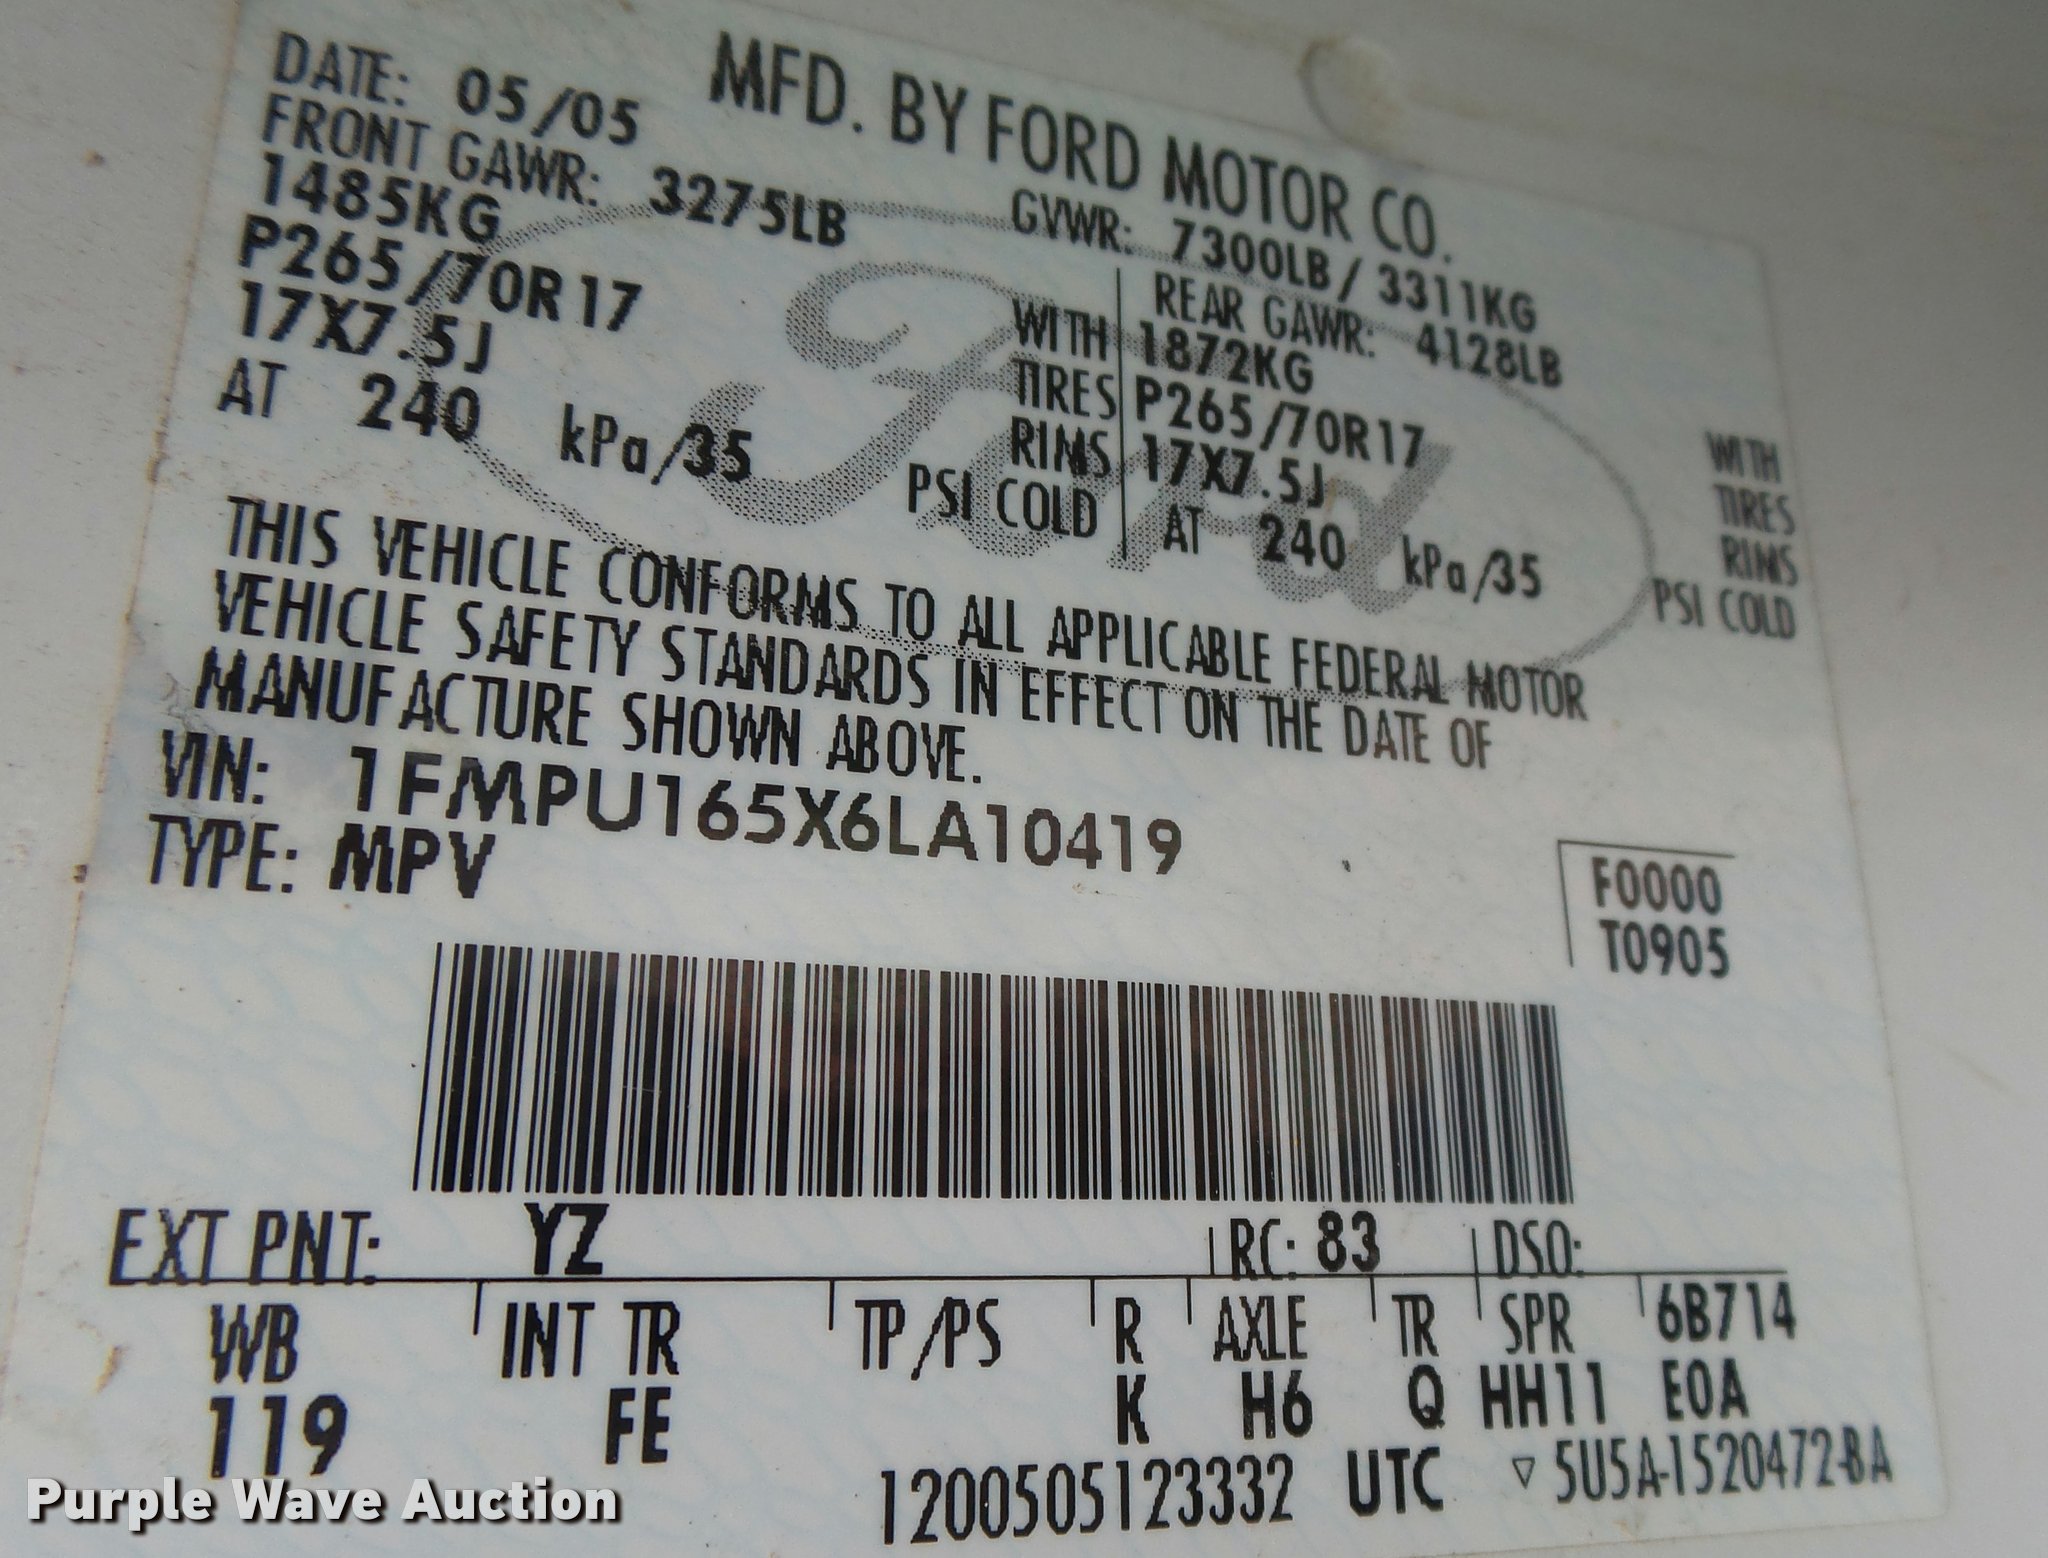 MFD. BY FORD MOTOR CO.
DATE: 05/05 GVWR: 7300LB / 3311KG
FRONT GAWR: 3275LB REAR GAWR: 4128LB
1485KG WITH 1872KG WITH
P265/70R17 TIRES P265/70R17 TIRES
17X7.5J RIMS 17X7.5J RIMS
AT 240 kPa/35 PSI COLD AT 240 kPa/35 PSI COLD
Ford
THIS VEHICLE CONFORMS TO ALL APPLICABLE FEDERAL MOTOR
VEHICLE SAFETY STANDARDS IN EFFECT ON THE DATE OF
MANUFACTURE SHOWN ABOVE.
VIN: 1FMPU165X6LA10419
TYPE: MPV
F0000
T0905
EXT PNT: YZ RC: 83 DSO:
WB INT TR TP/PS R AXLE TR SPR 6B714
119 FE K H6 Q HH11 E0A
1200505123332 UTC ▽ 5U5A-1520472-BA
Purple Wave Auction